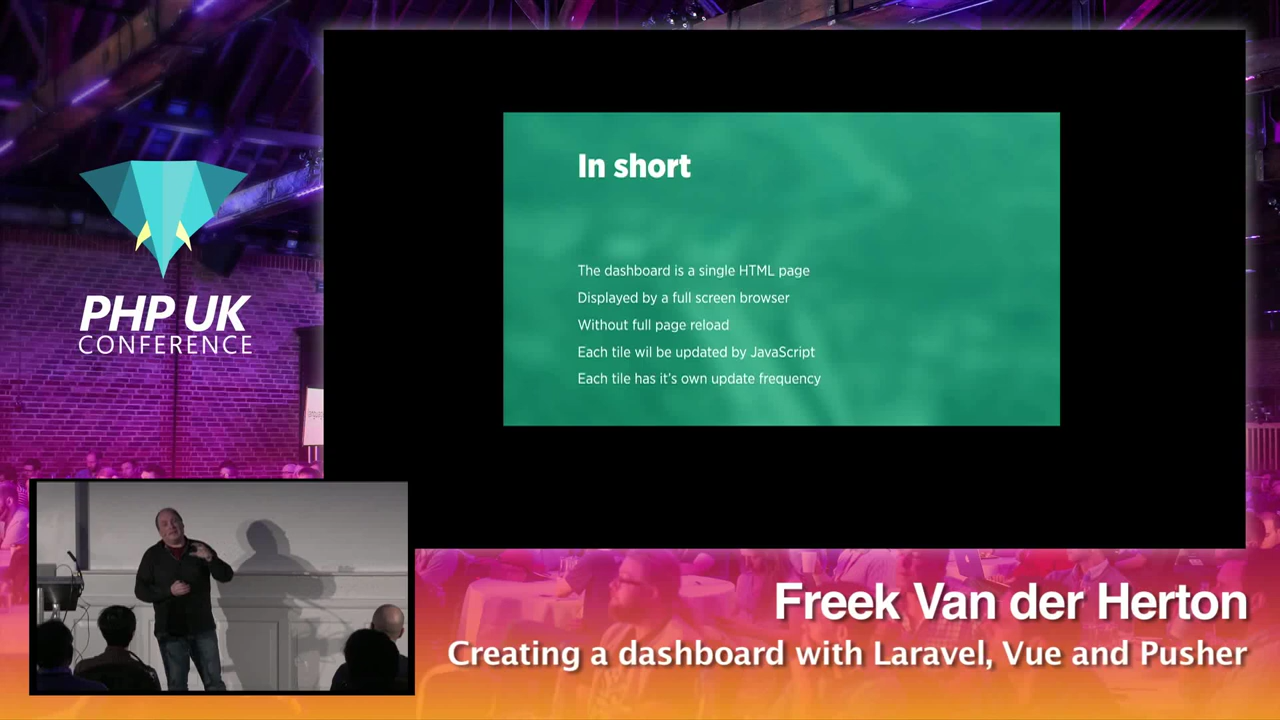 PHP UK
CONFERENCE
In short
The dashboard is a single HTML page
Displayed by a full screen browser
Without full page reload
Each tile wil be updated by JavaScript
Each tile has it's own update frequency
Freek Van der Herton
Creating a dashboard with Laravel, Vue and Pusher